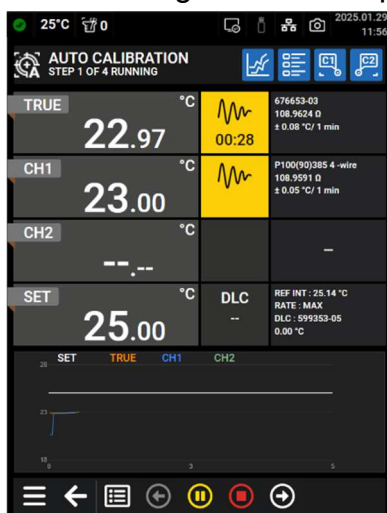 25°C 0
2025.01.29
11:56
AUTO CALIBRATION
STEP 1 OF 4 RUNNING
C1
C2
TRUE °C
22.97
00:28
676653-03
108.9624 Ω
± 0.08 °C/ 1 min
CH1 °C
23.00
P100(90)385 4 -wire
108.9591 Ω
± 0.05 °C/ 1 min
CH2 °C
--.--
–
SET °C
25.00
DLC
--
REF INT : 25.14 °C
RATE : MAX
DLC : 599353-05
0.00 °C
SET TRUE CH1 CH2
28
23
18
0 3 5